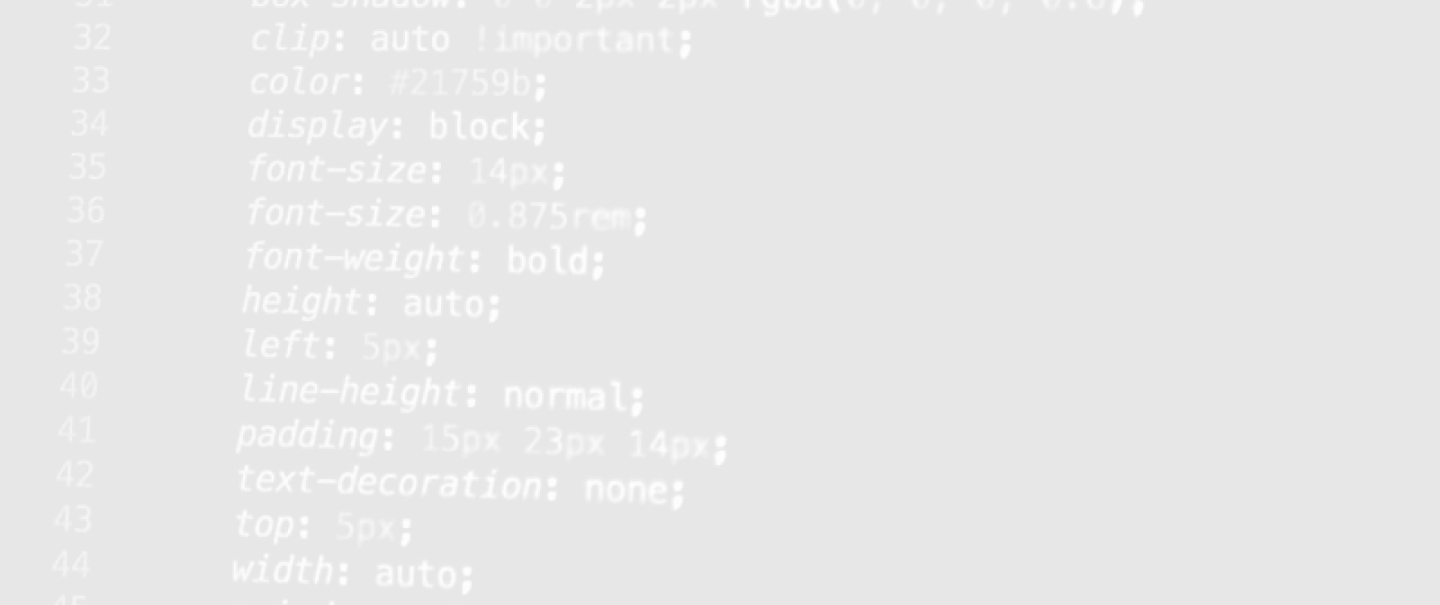 31 box-shadow: 0 0 2px 2px rgba(0, 0, 0, 0.6);
32 clip: auto !important;
33 color: #21759b;
34 display: block;
35 font-size: 14px;
36 font-size: 0.875rem;
37 font-weight: bold;
38 height: auto;
39 left: 5px;
40 line-height: normal;
41 padding: 15px 23px 14px;
42 text-decoration: none;
43 top: 5px;
44 width: auto;
45